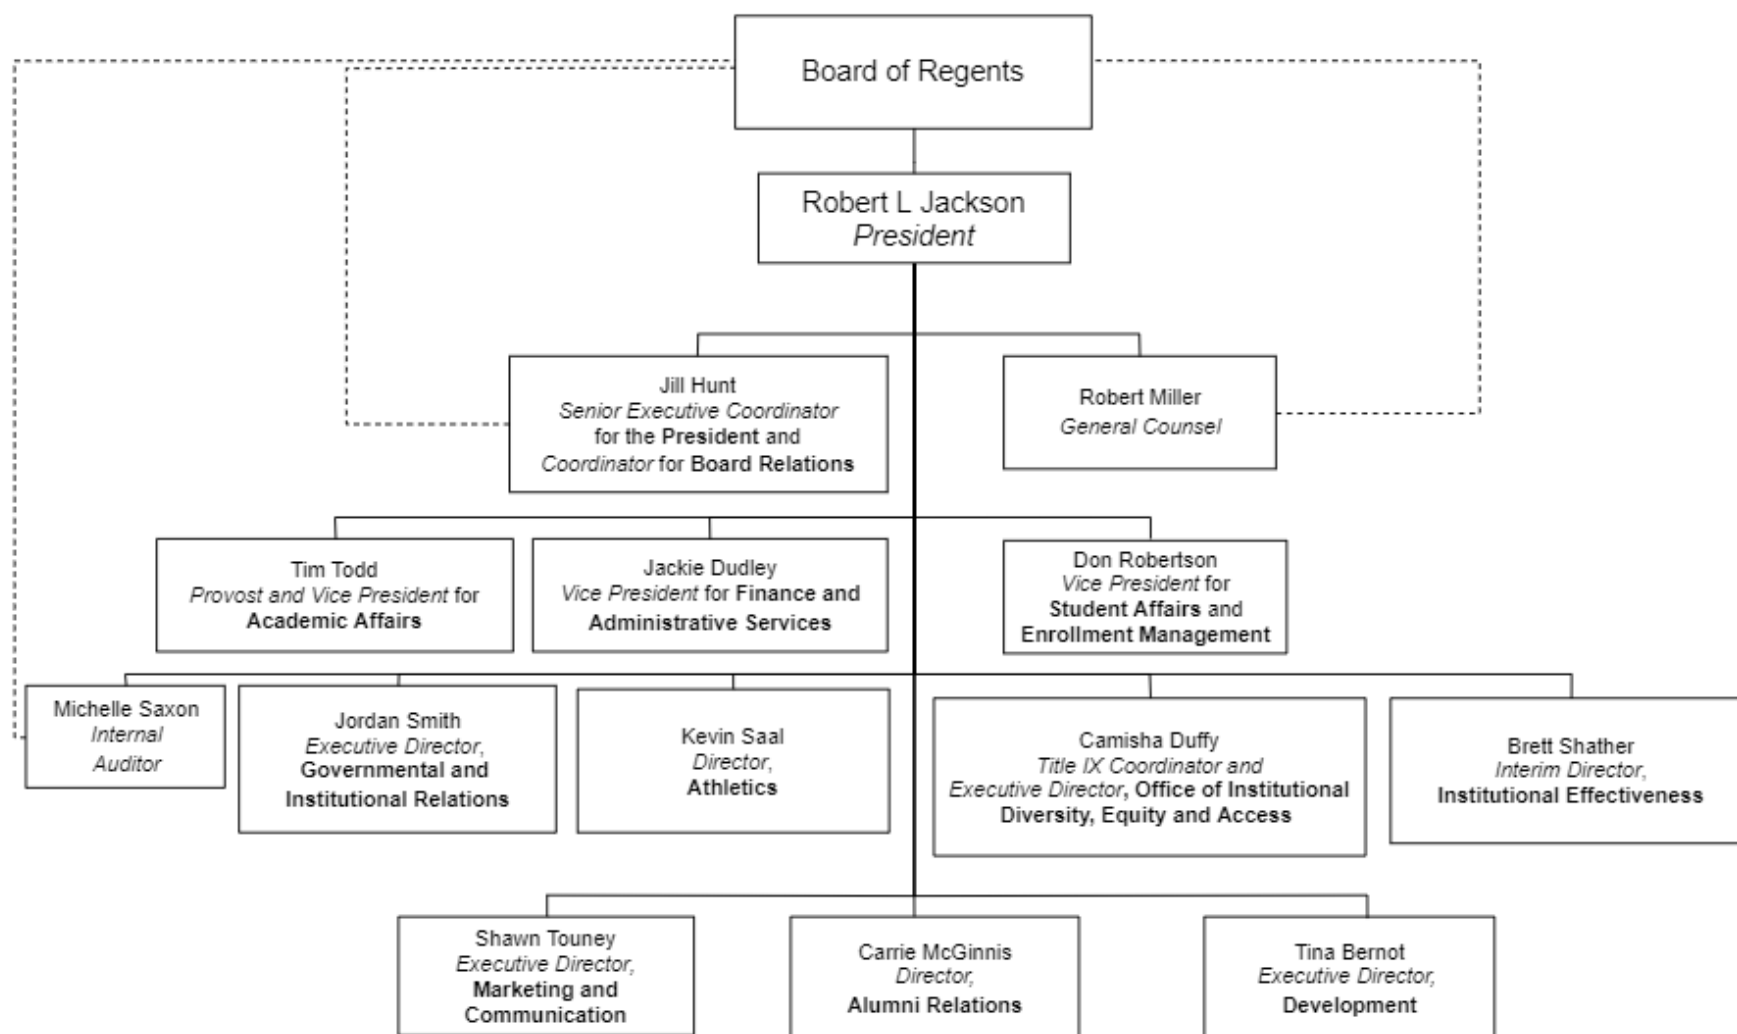 Board of Regents
Robert L Jackson
President
Jill Hunt
Senior Executive Coordinator
for the President and
Coordinator for Board Relations
Robert Miller
General Counsel
Tim Todd
Provost and Vice President for
Academic Affairs
Jackie Dudley
Vice President for Finance and
Administrative Services
Don Robertson
Vice President for
Student Affairs and
Enrollment Management
Michelle Saxon
Internal
Auditor
Jordan Smith
Executive Director,
Governmental and
Institutional Relations
Kevin Saal
Director,
Athletics
Camisha Duffy
Title IX Coordinator and
Executive Director, Office of Institutional
Diversity, Equity and Access
Brett Shather
Interim Director,
Institutional Effectiveness
Shawn Touney
Executive Director,
Marketing and
Communication
Carrie McGinnis
Director,
Alumni Relations
Tina Bernot
Executive Director,
Development